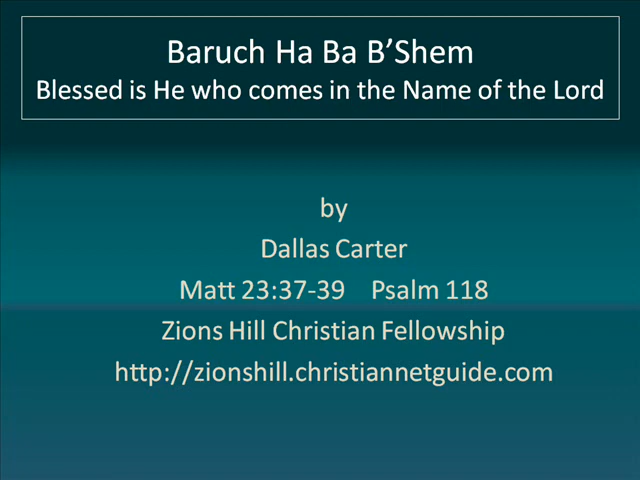 Baruch Ha Ba B’Shem
Blessed is He who comes in the Name of the Lord
by
Dallas Carter
Matt 23:37-39 Psalm 118
Zions Hill Christian Fellowship
http://zionshill.christiannetguide.com